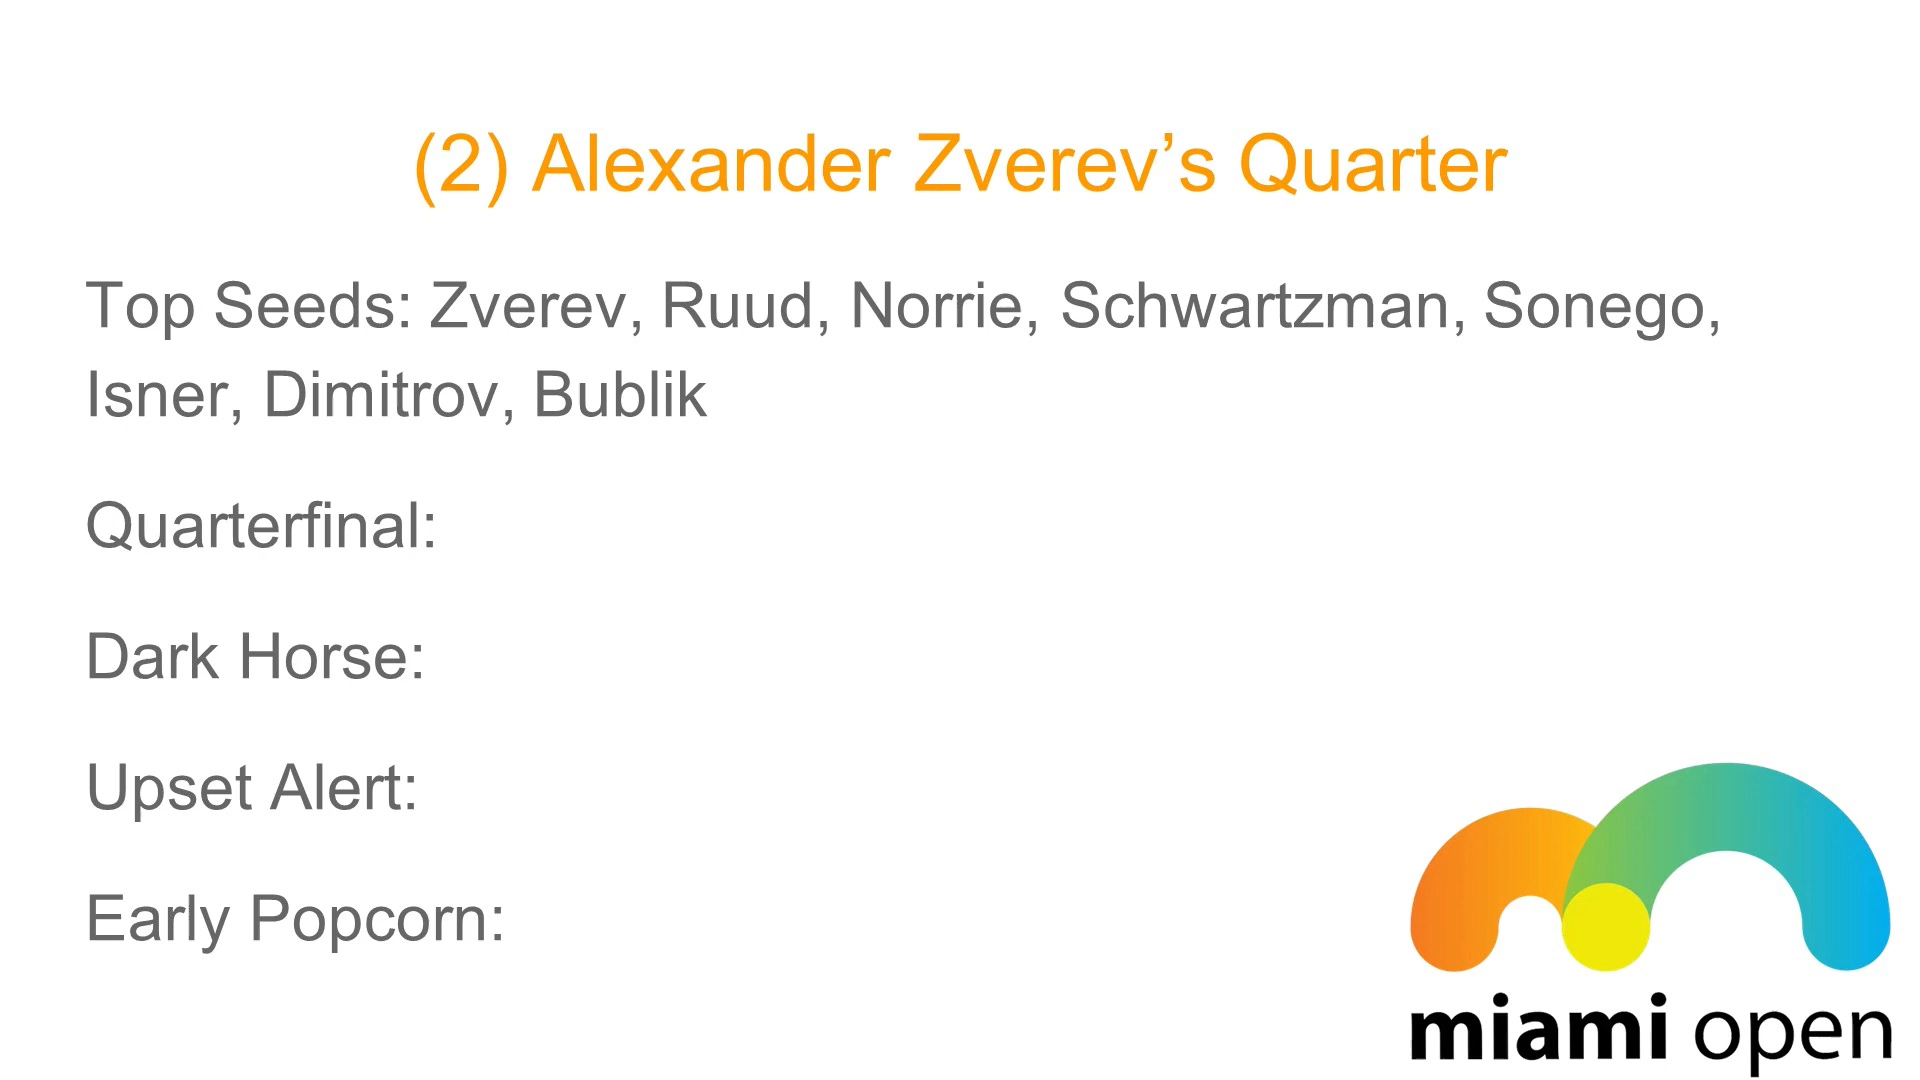 (2) Alexander Zverev’s Quarter
Top Seeds: Zverev, Ruud, Norrie, Schwartzman, Sonego,
Isner, Dimitrov, Bublik
Quarterfinal:
Dark Horse:
Upset Alert:
Early Popcorn:
miami open